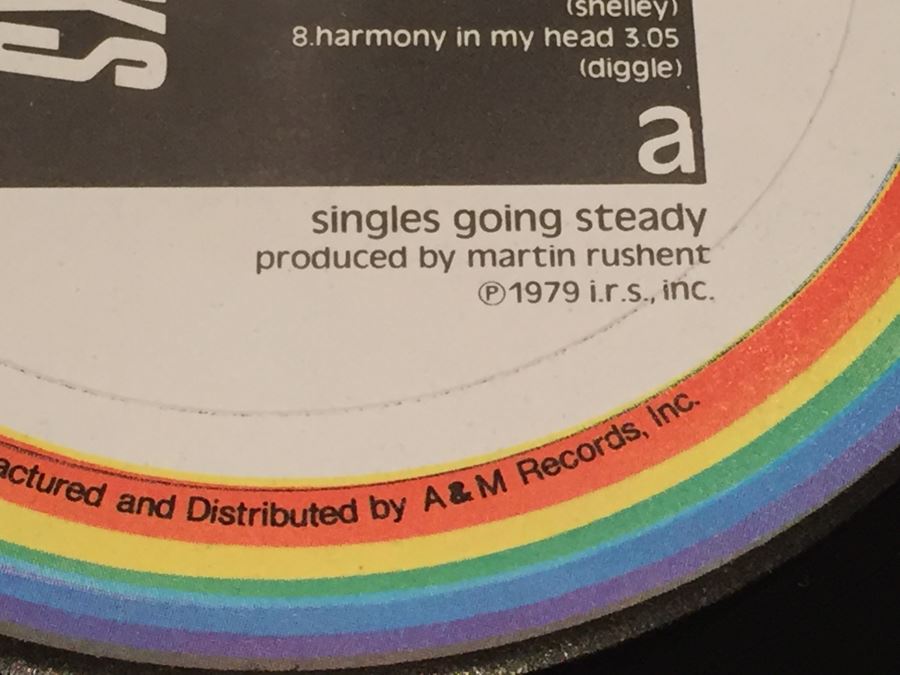 (shelley)
8.harmony in my head 3.05
(diggle)
a
singles going steady
produced by martin rushent
℗1979 i.r.s., inc.
actured and Distributed by A&M Records, Inc.